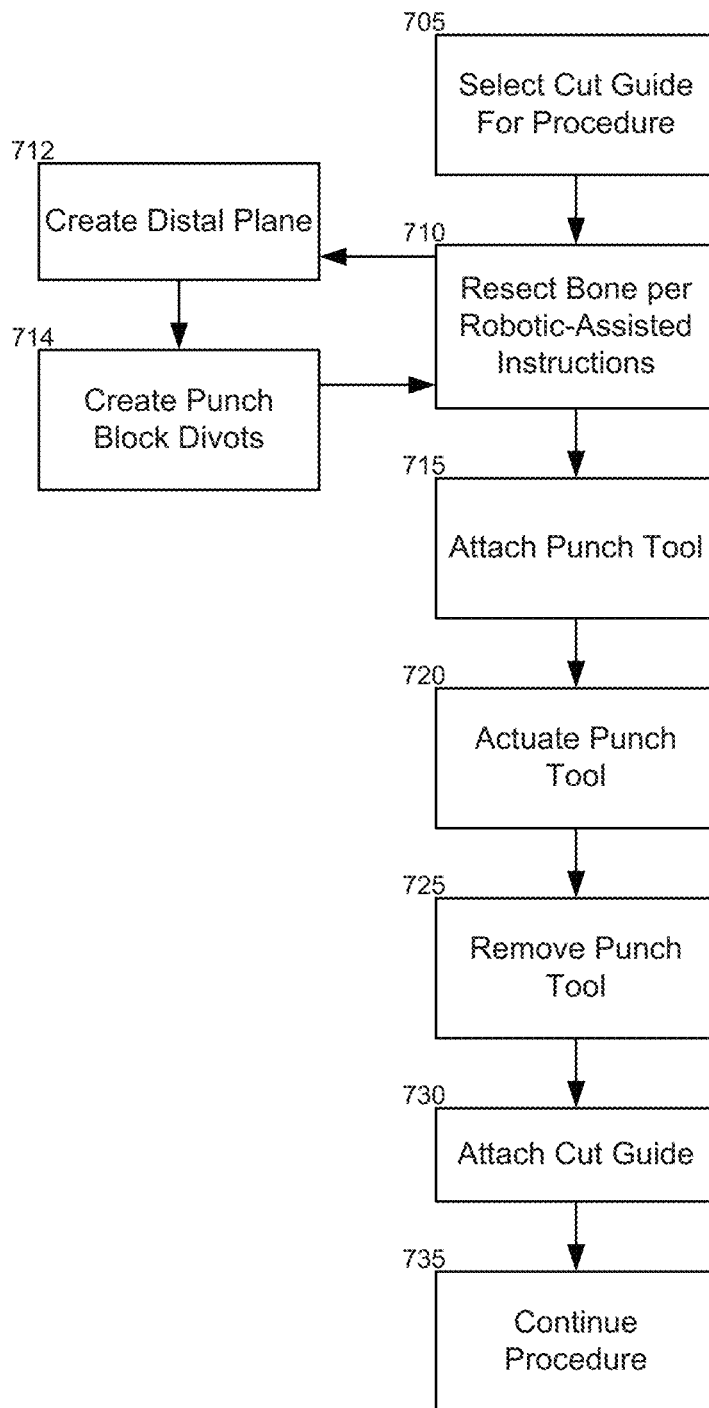 705
Select Cut Guide
For Procedure
712
Create Distal Plane
710
Resect Bone per
Robotic-Assisted
Instructions
714
Create Punch
Block Divots
715
Attach Punch Tool
720
Actuate Punch
Tool
725
Remove Punch
Tool
730
Attach Cut Guide
735
Continue
Procedure